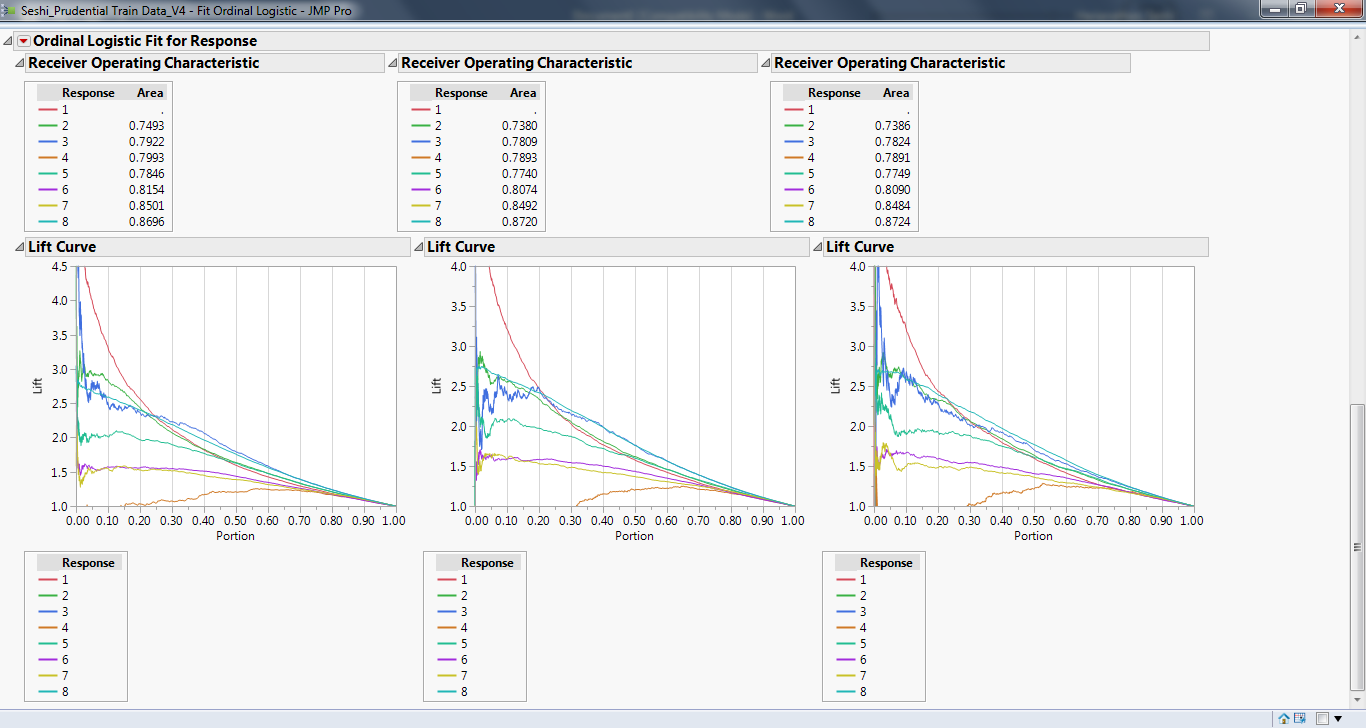 Seshi_Prudential Train Data_V4 - Fit Ordinal Logistic - JMP Pro
Ordinal Logistic Fit for Response
Receiver Operating Characteristic Receiver Operating Characteristic Receiver Operating Characteristic
Response Area Response Area Response Area
1 . 1 . 1 .
2 0.7493 2 0.7380 2 0.7386
3 0.7922 3 0.7809 3 0.7824
4 0.7993 4 0.7893 4 0.7891
5 0.7846 5 0.7740 5 0.7749
6 0.8154 6 0.8074 6 0.8090
7 0.8501 7 0.8492 7 0.8484
8 0.8696 8 0.8720 8 0.8724
Lift Curve Lift Curve Lift Curve
4.5 4.0 4.0
4.0 3.5 3.5
3.5 3.0 3.0
3.0 2.5 2.5
Lift Lift Lift
2.5 2.0 2.0
2.0 1.5 1.5
1.5
1.0 1.0 1.0
0.00 0.10 0.20 0.30 0.40 0.50 0.60 0.70 0.80 0.90 1.00 0.00 0.10 0.20 0.30 0.40 0.50 0.60 0.70 0.80 0.90 1.00 0.00 0.10 0.20 0.30 0.40 0.50 0.60 0.70 0.80 0.90 1.00
Portion Portion Portion
Response Response Response
1 1 1
2 2 2
3 3 3
4 4 4
5 5 5
6 6 6
7 7 7
8 8 8